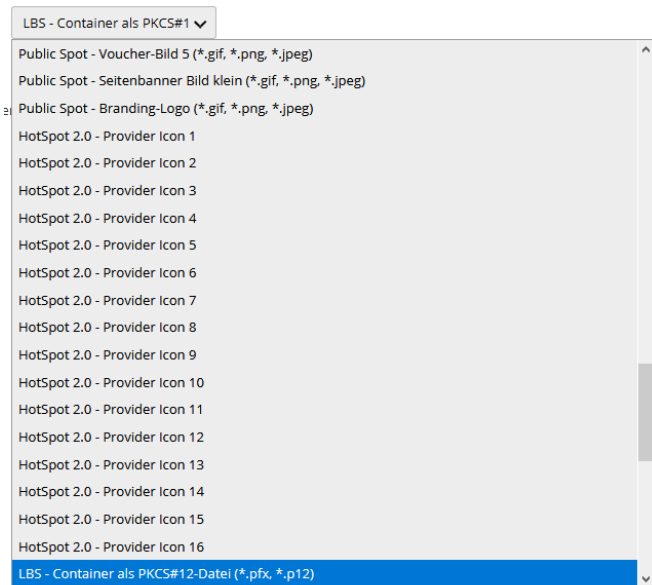 LBS - Container als PKCS#1
Public Spot - Voucher-Bild 5 (*.gif, *.png, *.jpeg)
Public Spot - Seitenbanner Bild klein (*.gif, *.png, *.jpeg)
Public Spot - Branding-Logo (*.gif, *.png, *.jpeg)
HotSpot 2.0 - Provider Icon 1
HotSpot 2.0 - Provider Icon 2
HotSpot 2.0 - Provider Icon 3
HotSpot 2.0 - Provider Icon 4
HotSpot 2.0 - Provider Icon 5
HotSpot 2.0 - Provider Icon 6
HotSpot 2.0 - Provider Icon 7
HotSpot 2.0 - Provider Icon 8
HotSpot 2.0 - Provider Icon 9
HotSpot 2.0 - Provider Icon 10
HotSpot 2.0 - Provider Icon 11
HotSpot 2.0 - Provider Icon 12
HotSpot 2.0 - Provider Icon 13
HotSpot 2.0 - Provider Icon 14
HotSpot 2.0 - Provider Icon 15
HotSpot 2.0 - Provider Icon 16
LBS - Container als PKCS#12-Datei (*.pfx, *.p12)